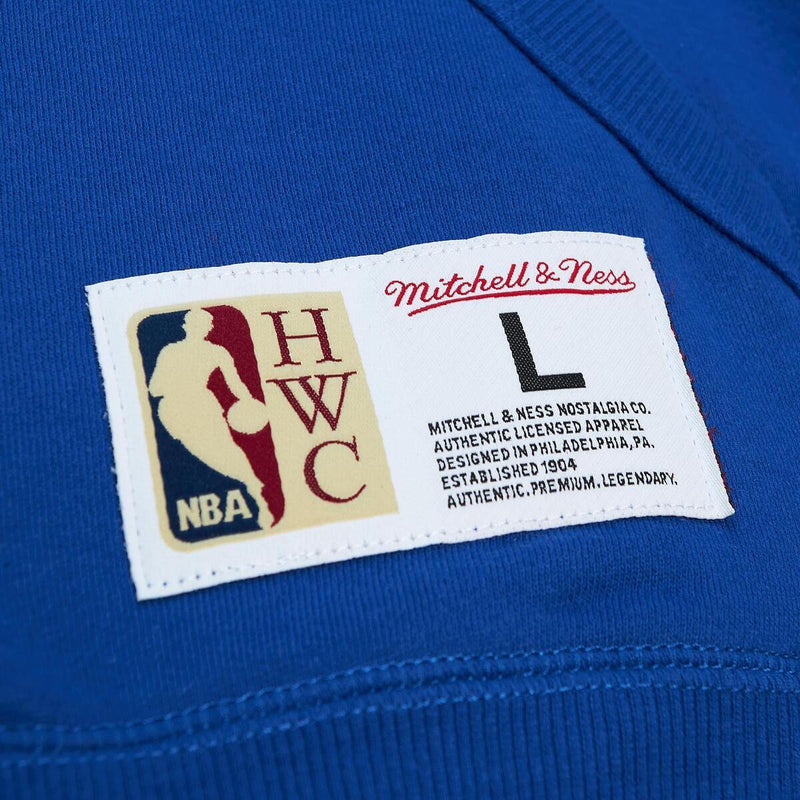 NBA
H
W
C
Mitchell & Ness
L
MITCHELL & NESS NOSTALGIA CO.
AUTHENTIC LICENSED APPAREL
DESIGNED IN PHILADELPHIA, PA.
ESTABLISHED 1904
AUTHENTIC. PREMIUM. LEGENDARY.